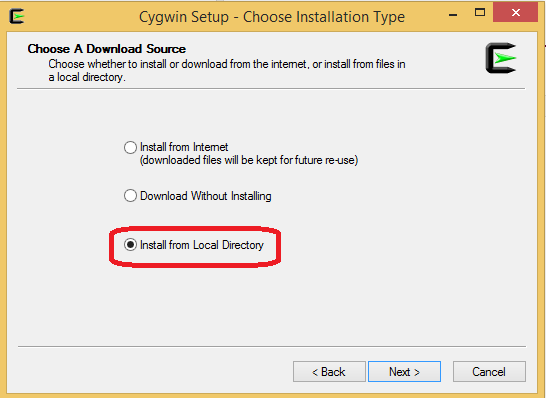 Cygwin Setup - Choose Installation Type
Choose A Download Source
Choose whether to install or download from the internet, or install from files in
a local directory.
Install from Internet
(downloaded files will be kept for future re-use)
Download Without Installing
Install from Local Directory
< Back
Next >
Cancel